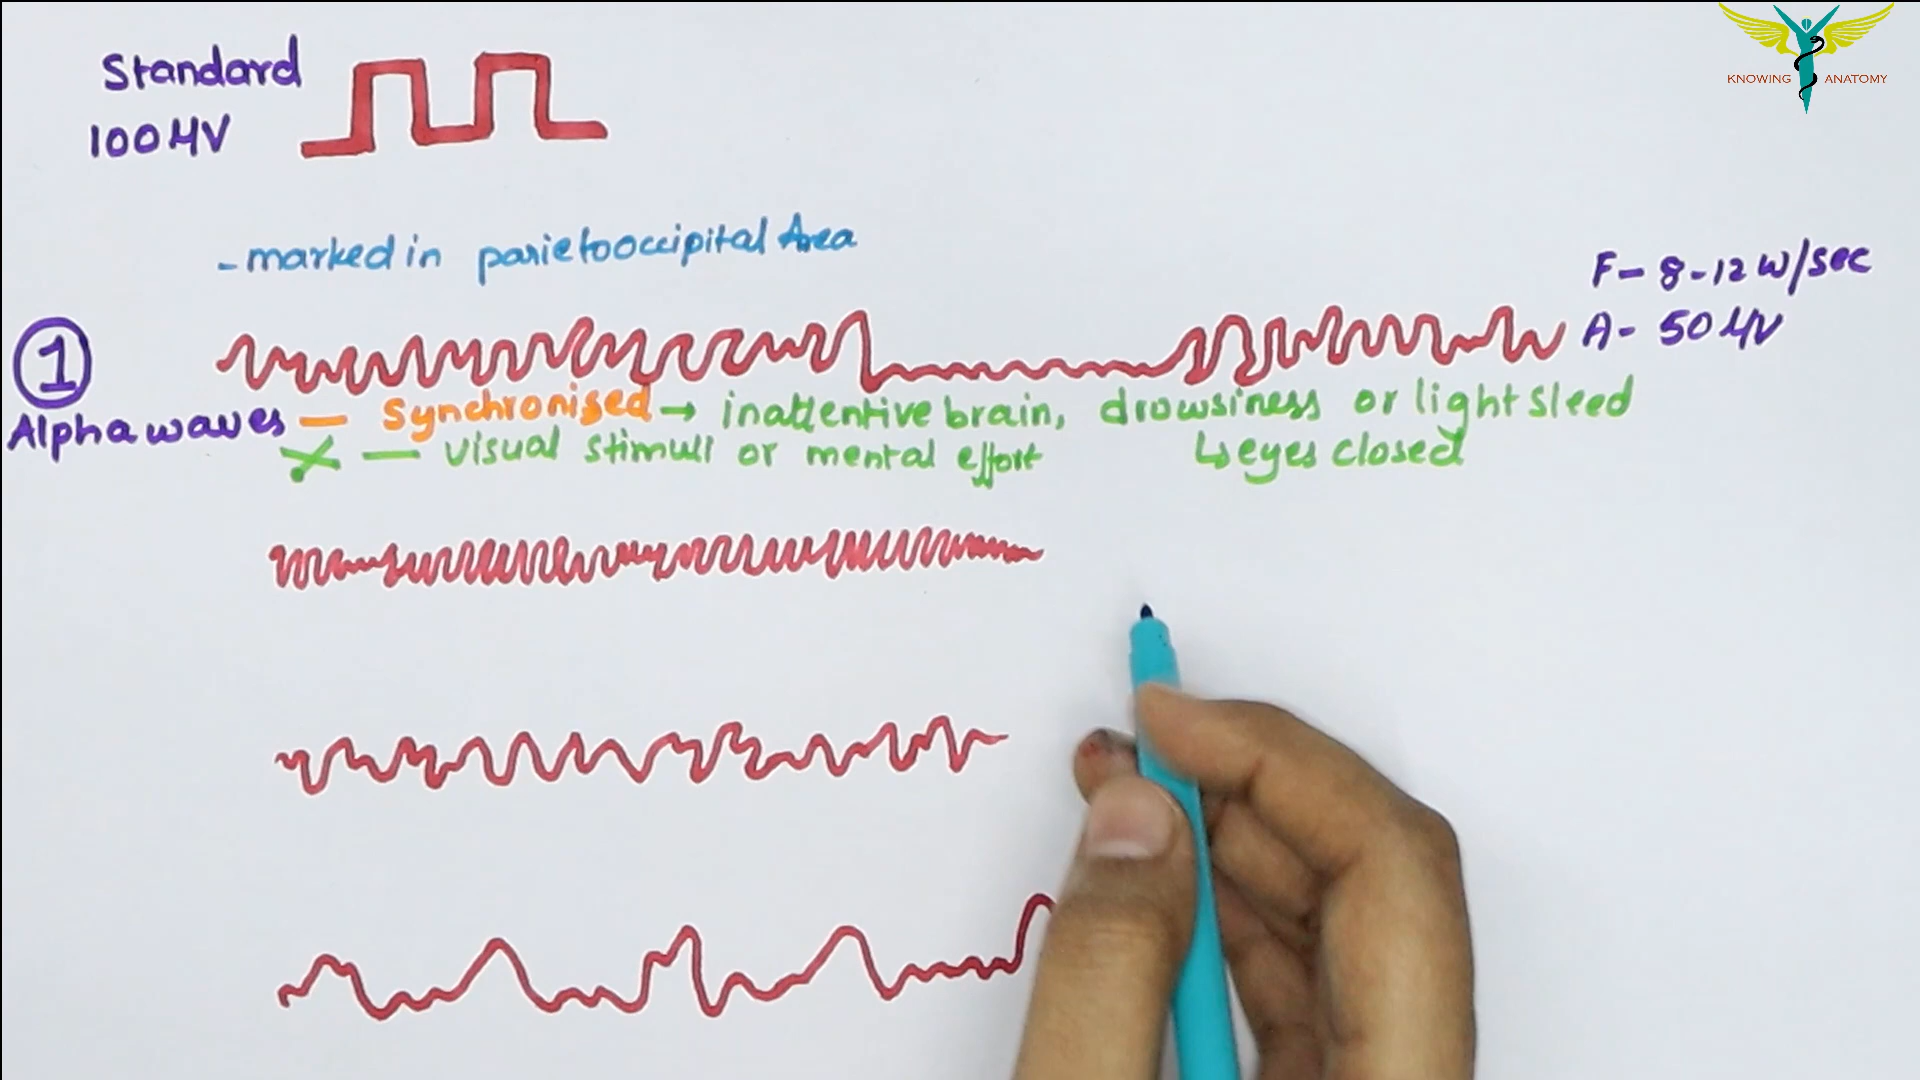 Standard
100 μV
KNOWING ANATOMY
- marked in parietooccipital Area
F- 8-12 W/sec
A- 50 μV
1
Alpha waves — Synchronised → inattentive brain, drowsiness or light sleed
X — visual stimuli or mental effort ↳ eyes closed